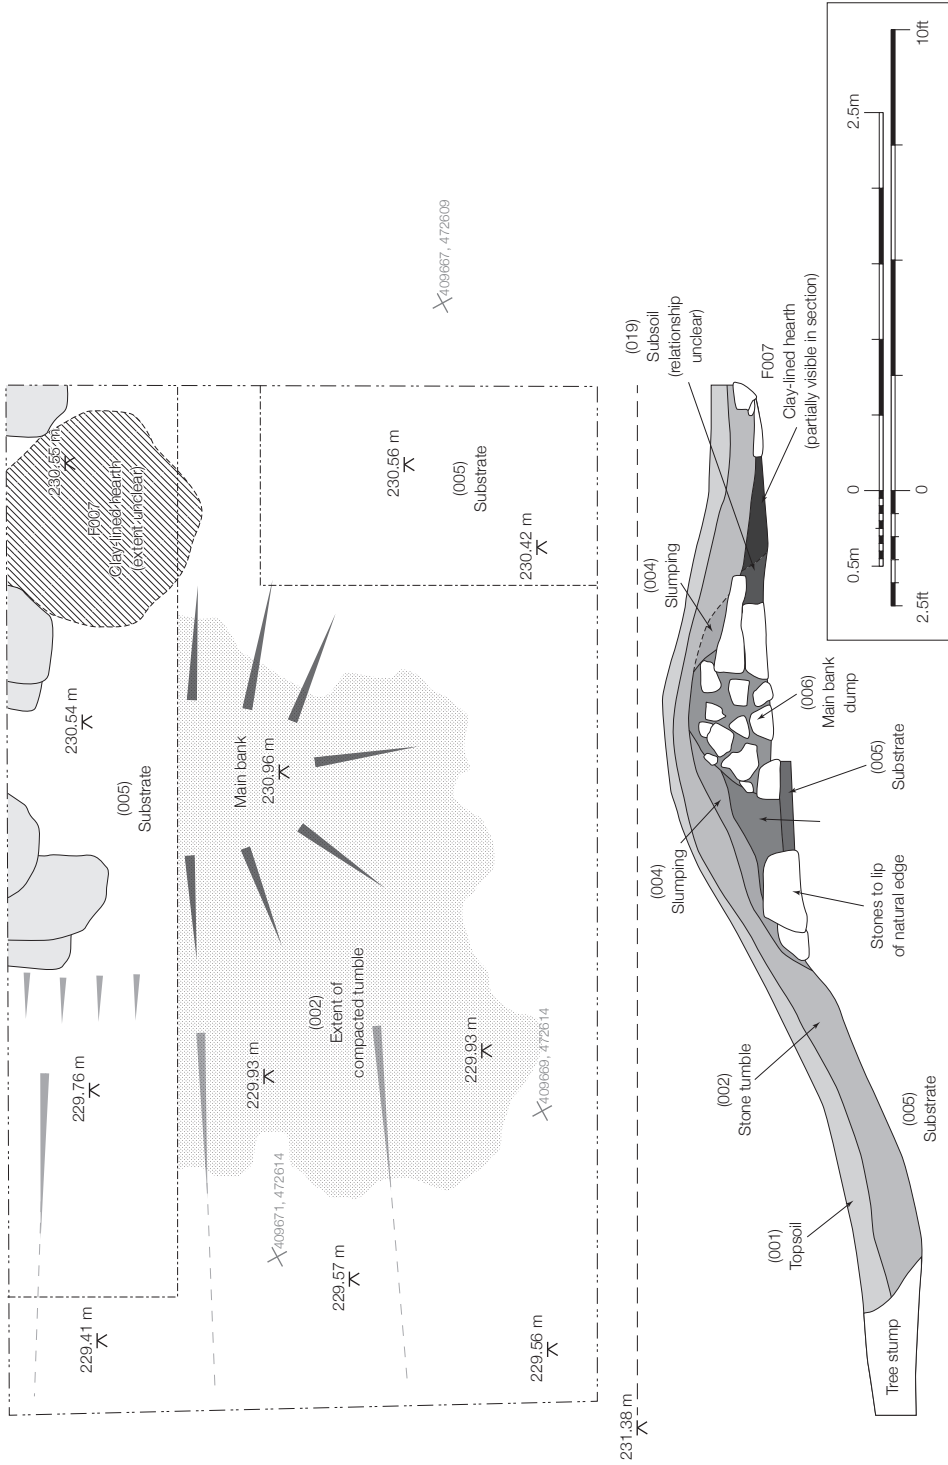 229.41 m
229.76 m
230.54 m
230.55 m
F007
Clay-lined hearth
(extent unclear)
(005)
Substrate
Main bank
230.96 m
(002)
Extent of
compacted tumble
229.93 m
229.93 m
409671, 472614
409669, 472614
229.57 m
229.56 m
230.56 m
(005)
Substrate
230.42 m
409667, 472609
231.38 m
Tree stump
(001)
Topsoil
(002)
Stone tumble
(005)
Substrate
Stones to lip
of natural edge
(004)
Slumping
(005)
Substrate
(006)
Main bank
dump
(004)
Slumping
(019)
Subsoil
(relationship
unclear)
F007
Clay-lined hearth
(partially visible in section)
0.5m
0
2.5m
2.5ft
0
10ft